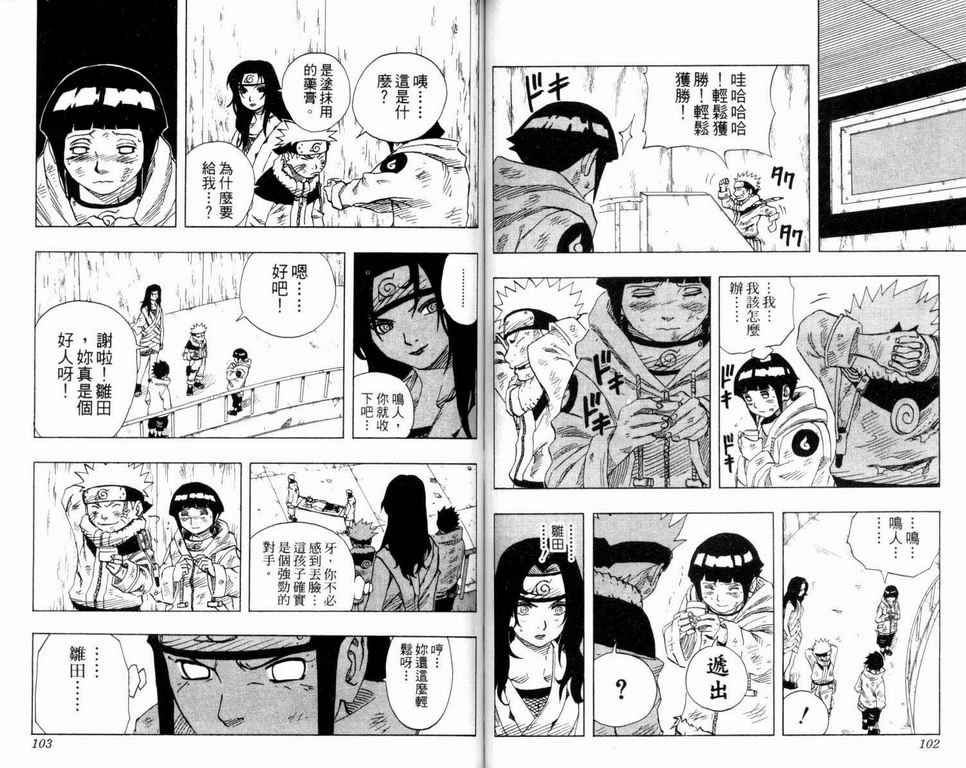 哇哈哈哈
！輕鬆獲
勝！輕鬆
獲勝！
ドキ
タタ
タタ
…我…
我該怎麼
辦……
ドキ
ドキ
ドキ
……鳴…
鳴人…
！
遞出
？
……
雛田
……
102
咦……
這是什
麼？
是塗抹用
的藥膏。
為什麼要
給我…？
………
鳴人，
你就收
下吧…
嗯……
好吧！
謝啦！雛田
，妳真是個
好人呀！
牙，你不必
感到丟臉…
這孩子確實
是個強勁的
對手。
哼…
妳還這麼輕
鬆呀…
……
雛田
……
103